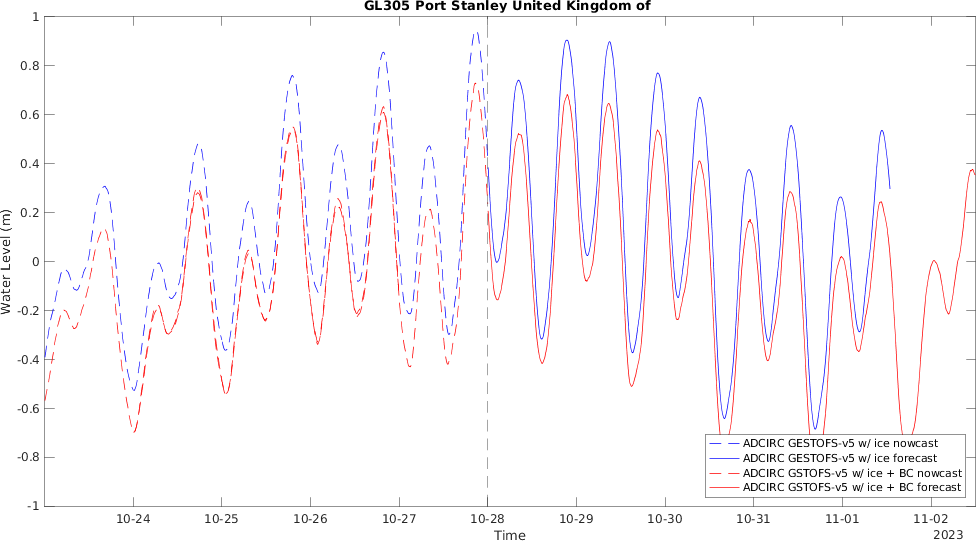 GL305 Port Stanley United Kingdom of
1
0.8
0.6
0.4
0.2
0
-0.2
-0.4
-0.6
-0.8
-1
Water Level (m)
10-24 10-25 10-26 10-27 10-28 10-29 10-30 10-31 11-01 11-02
Time
2023
ADCIRC GESTOFS-v5 w/ ice nowcast
ADCIRC GESTOFS-v5 w/ ice forecast
ADCIRC GSTOFS-v5 w/ ice + BC nowcast
ADCIRC GSTOFS-v5 w/ ice + BC forecast